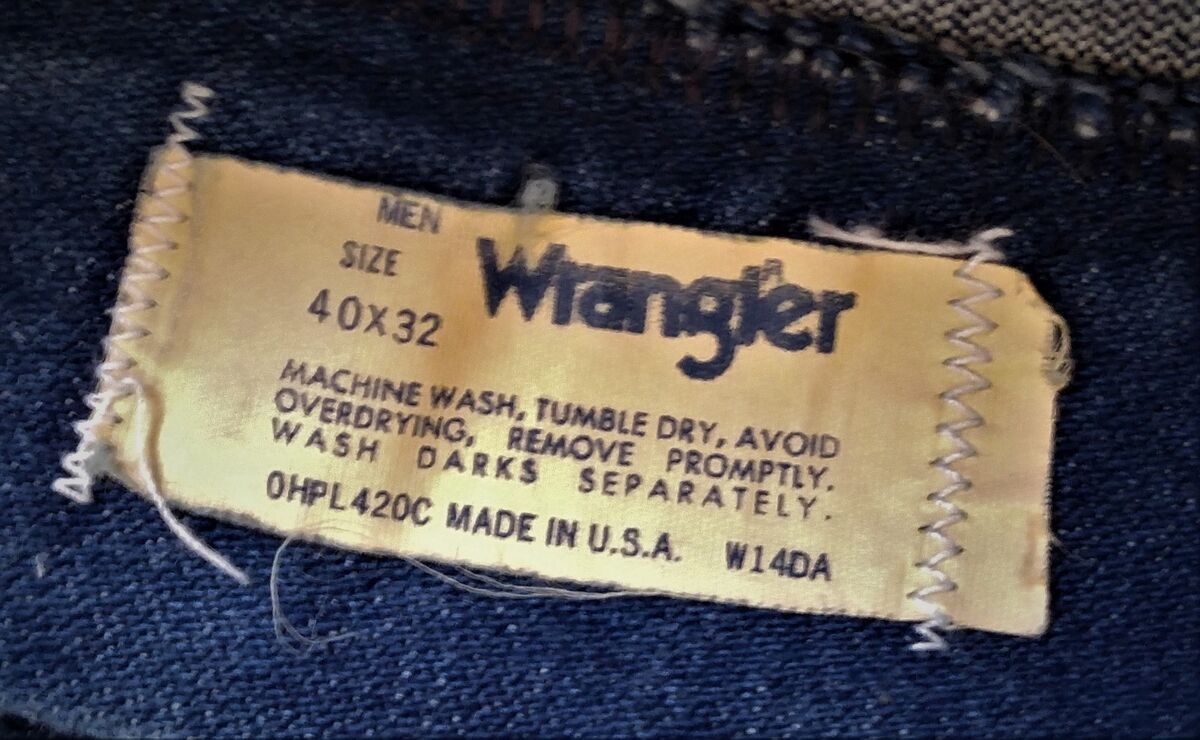 MEN
SIZE
40X32
Wrangler
MACHINE WASH, TUMBLE DRY, AVOID
OVERDRYING, REMOVE PROMPTLY.
WASH DARKS SEPARATELY.
0HPL420C MADE IN U.S.A. W14DA